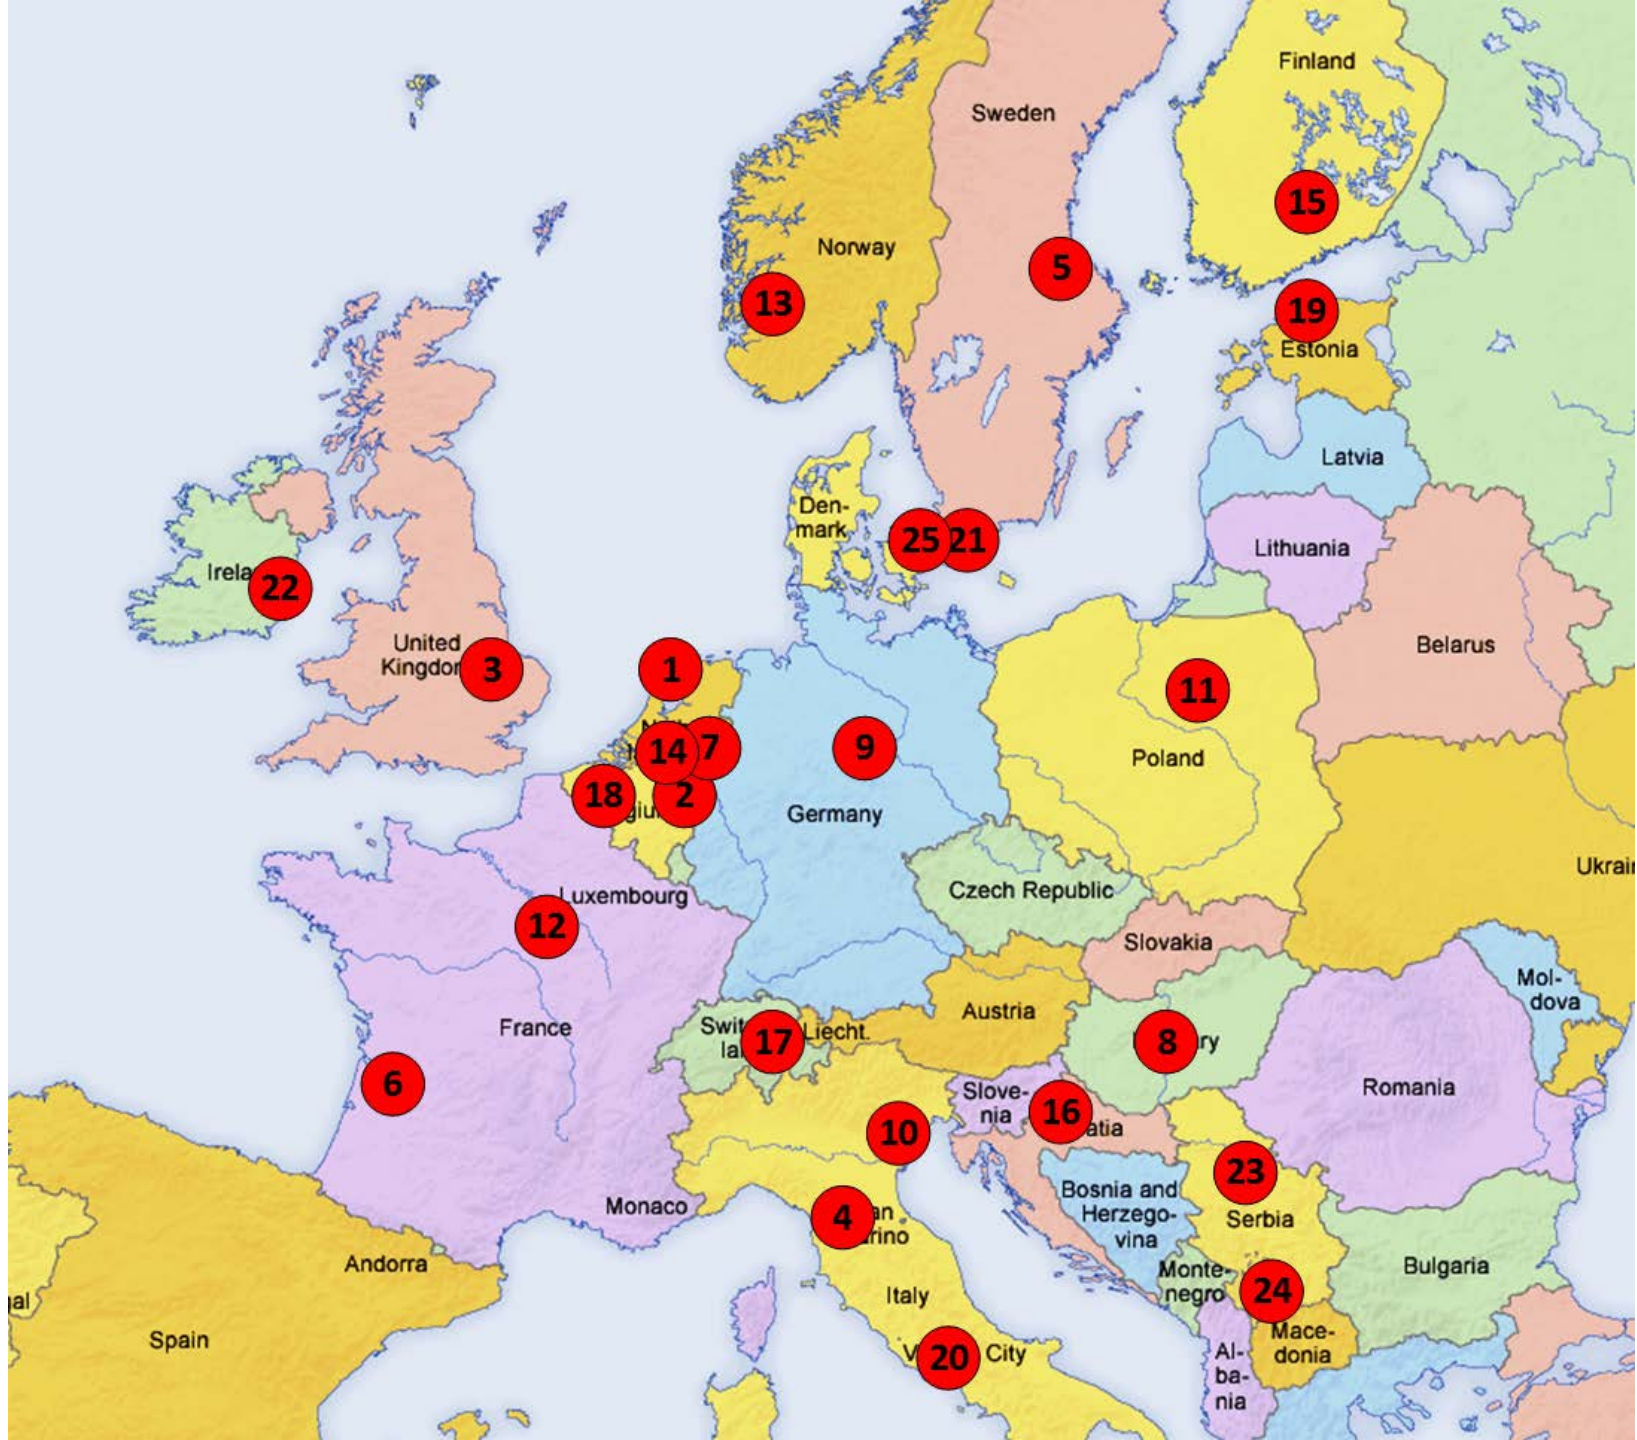 Finland
Sweden
15
Norway
5
13
19
Estonia
Latvia
Den-
mark
25
21
Lithuania
Irela
22
United
Kingdo
3
1
Belarus
11
14
7
9
Poland
18
2
giu
Germany
Ukrai
Czech Republic
Luxembourg
12
Slovakia
Mol-
dova
Austria
France
Swit
la
17
Liecht.
8
ry
6
Romania
Slove-
nia
16
atia
10
23
Bosnia and
Herzego-
vina
Serbia
Monaco
4
an
arino
Andorra
Bulgaria
Monte-
negro
24
al
Italy
Spain
Mace-
donia
V
20
City
Al-
ba-
nia